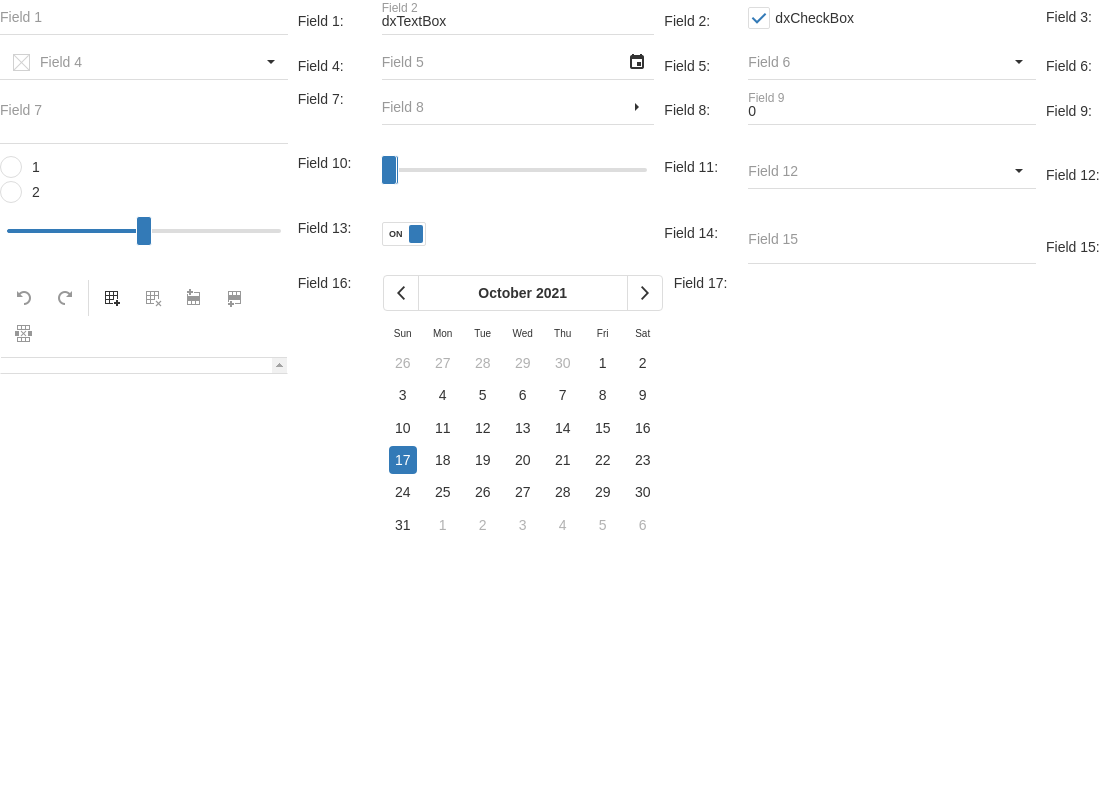 Field 1
Field 1:
Field 2
dxTextBox
Field 2:
dxCheckBox
Field 3:
Field 4
Field 4:
Field 5
Field 5:
Field 6
Field 6:
Field 7
Field 7:
Field 8
Field 8:
Field 9
0
Field 9:
1
2
Field 10:
Field 11:
Field 12
Field 12:
Field 13:
ON
Field 14:
Field 15
Field 15:
Field 16:
October 2021
Field 17:
Sun Mon Tue Wed Thu Fri Sat
26 27 28 29 30 1 2
3 4 5 6 7 8 9
10 11 12 13 14 15 16
17 18 19 20 21 22 23
24 25 26 27 28 29 30
31 1 2 3 4 5 6